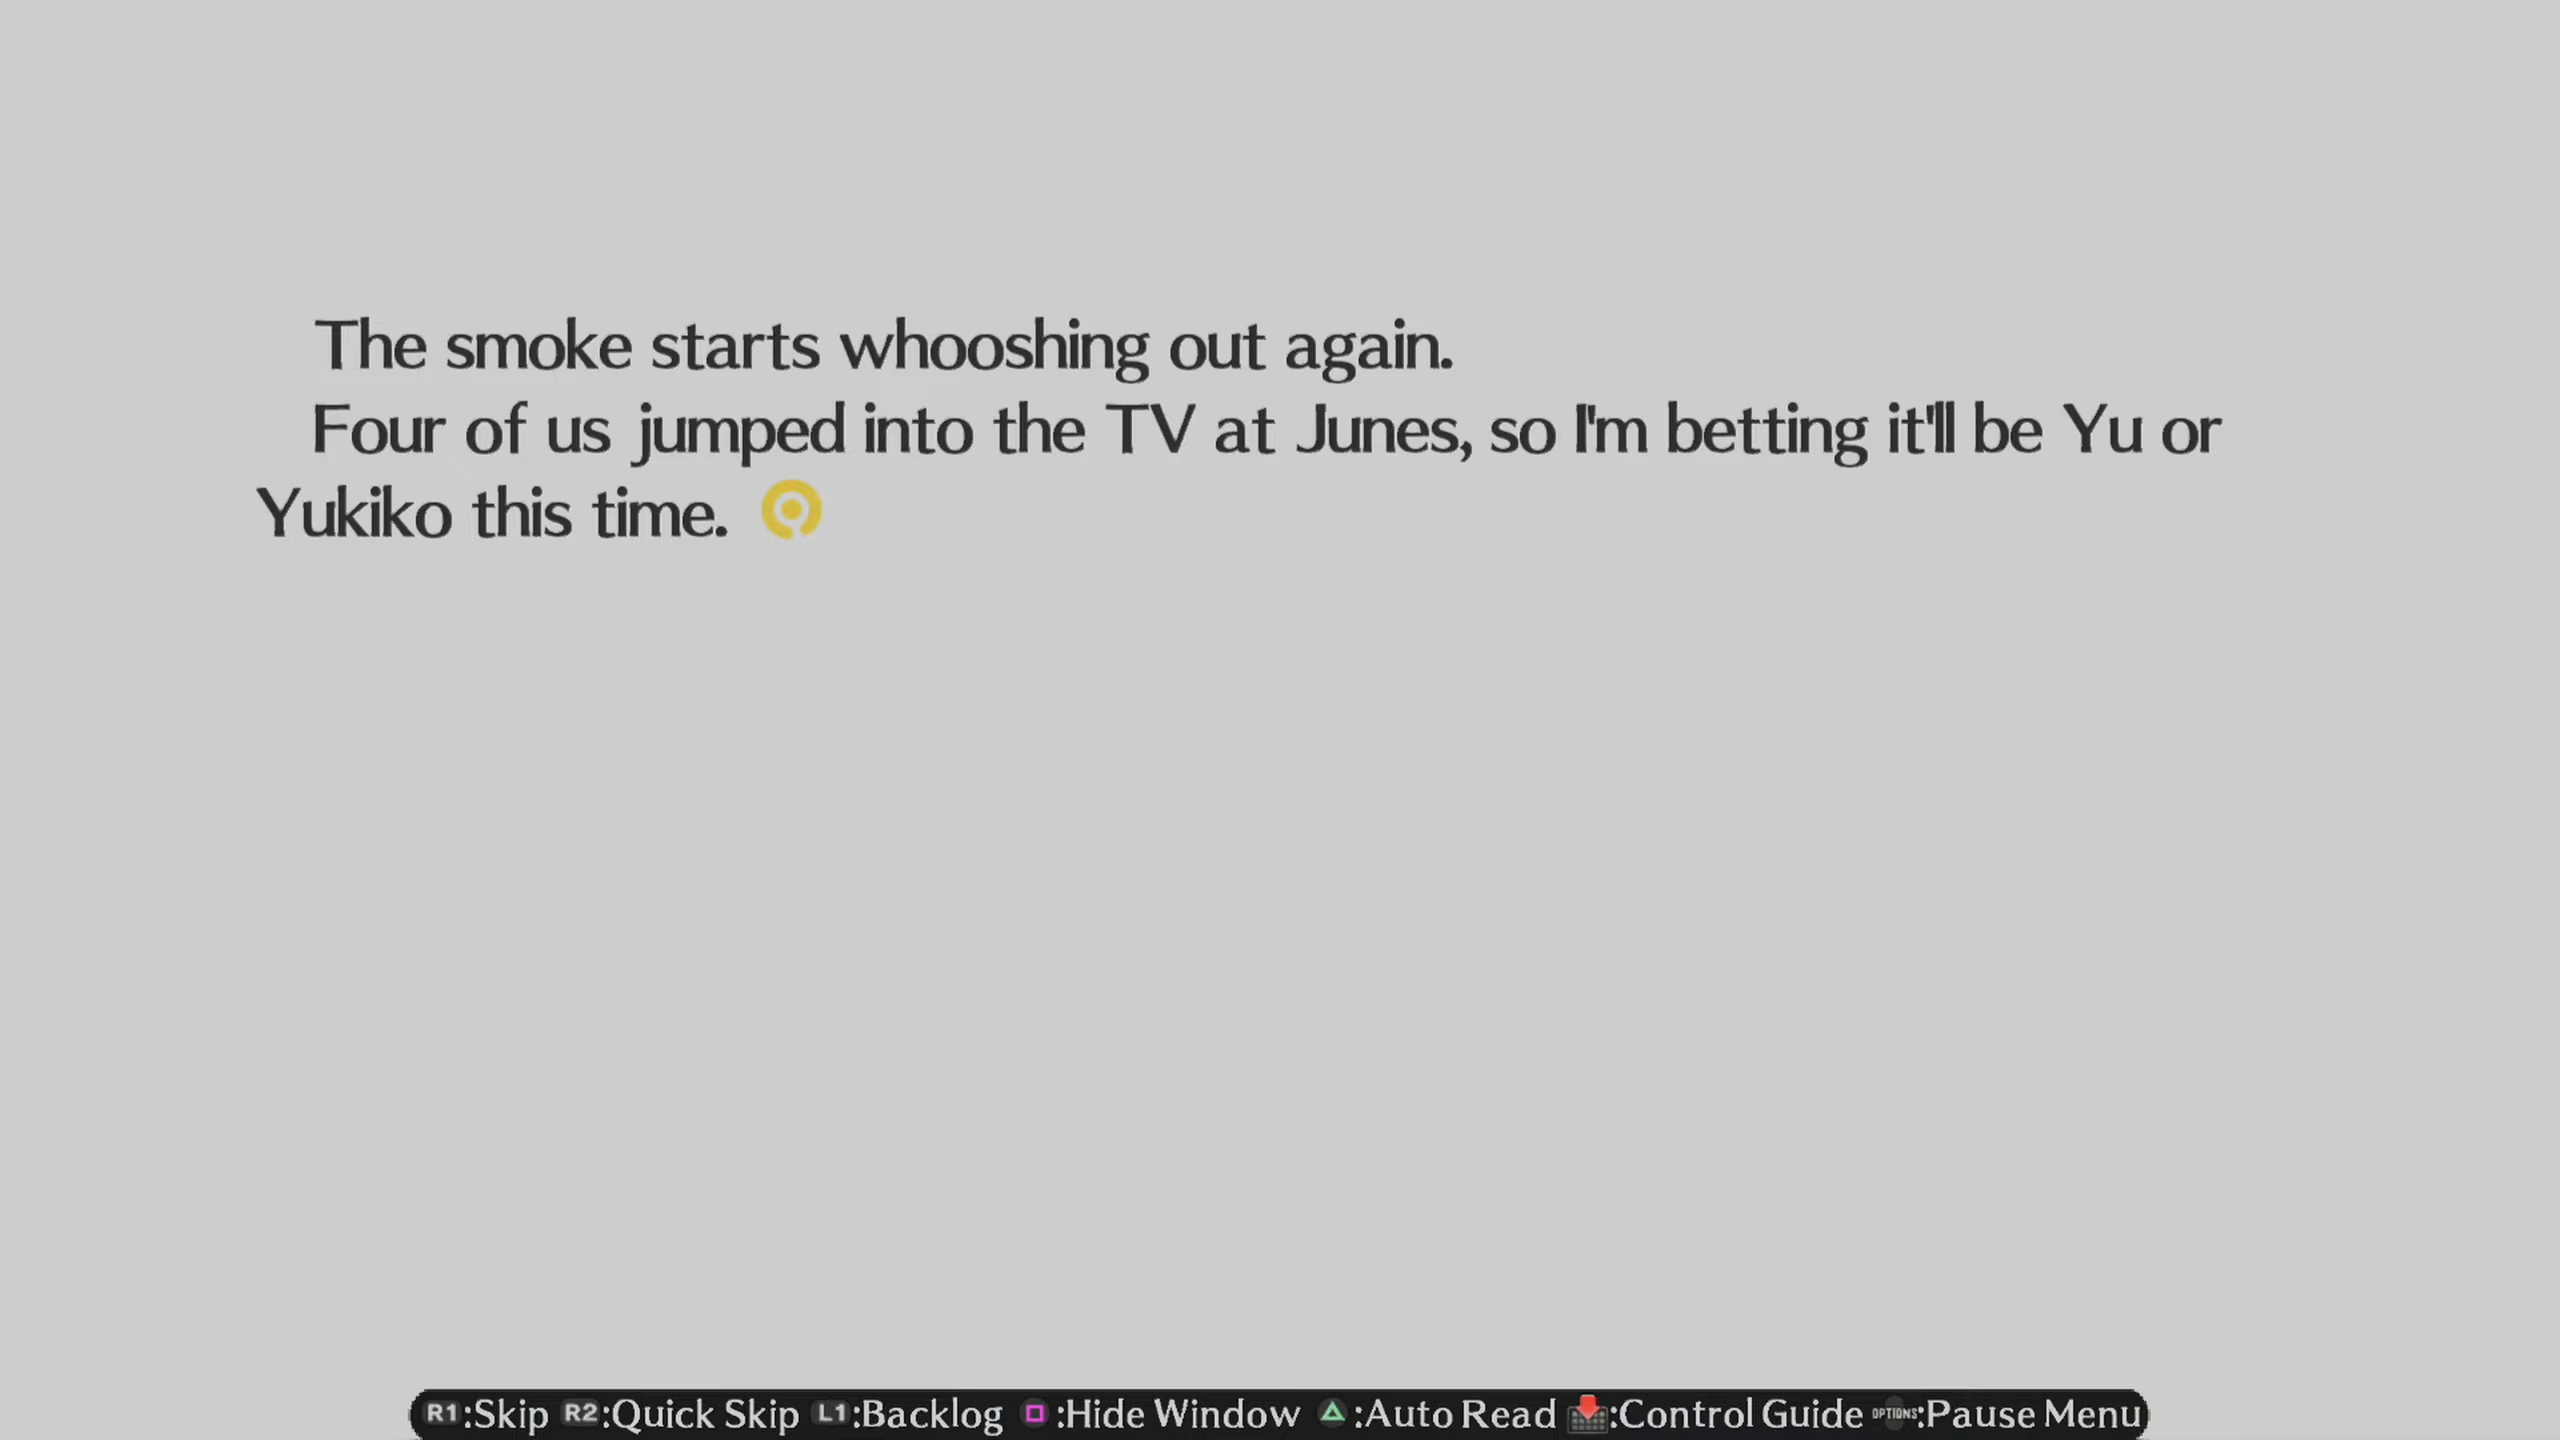 The smoke starts whooshing out again.
Four of us jumped into the TV at Junes, so I'm betting it'll be Yu or
Yukiko this time.
R1:Skip R2:Quick Skip L1:Backlog :Hide Window :Auto Read :Control Guide OPTIONS:Pause Menu